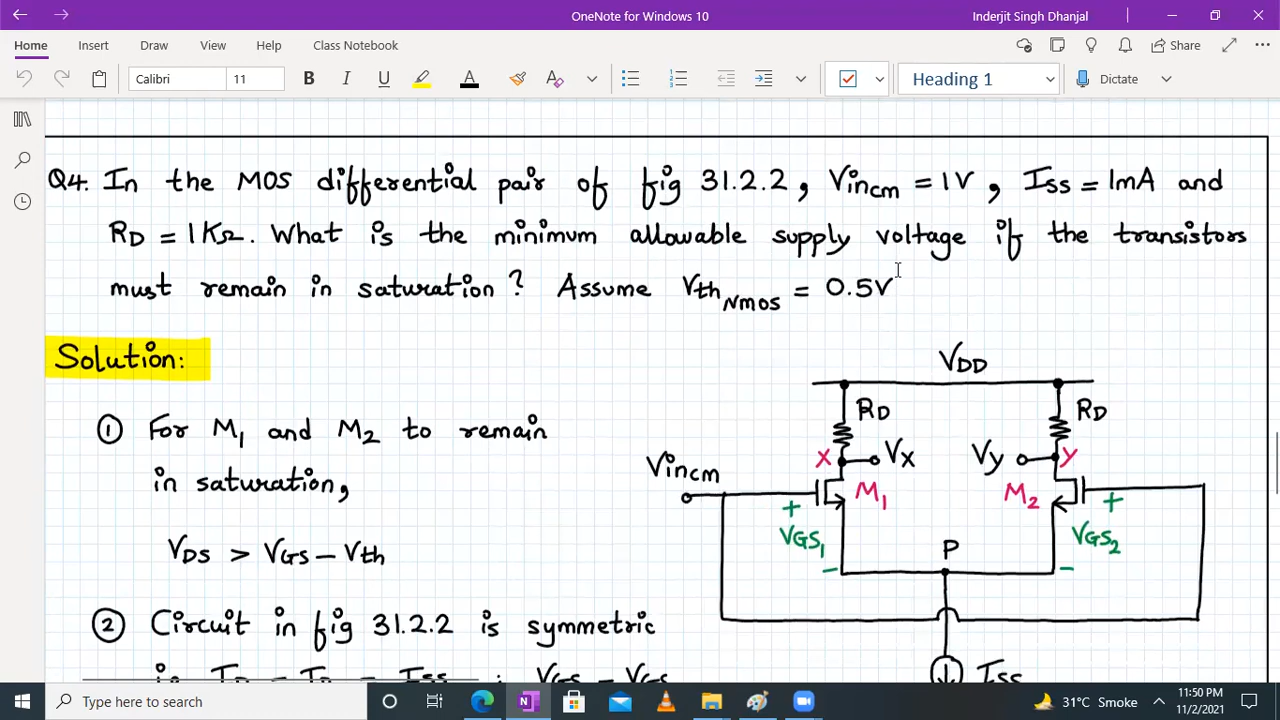 OneNote for Windows 10
Inderjit Singh Dhanjal
Home Insert Draw View Help Class Notebook Share
Calibri 11 B I U A Heading 1 Dictate
Q4. In the MOS differential pair of fig 31.2.2, Vincm = 1V, ISS = 1mA and
RD = 1KΩ. What is the minimum allowable supply voltage if the transistors
must remain in saturation? Assume VthNmos = 0.5V
Solution:
① For M1 and M2 to remain
in saturation,
VDS > VGS - Vth
② Circuit in fig 31.2.2 is symmetric
VDD
RD RD
X Vx Vy Y
Vincm
M1 M2
+ +
VGS1 VGS2
P
- -
ISS
Type here to search
31°C Smoke
11:50 PM
11/2/2021